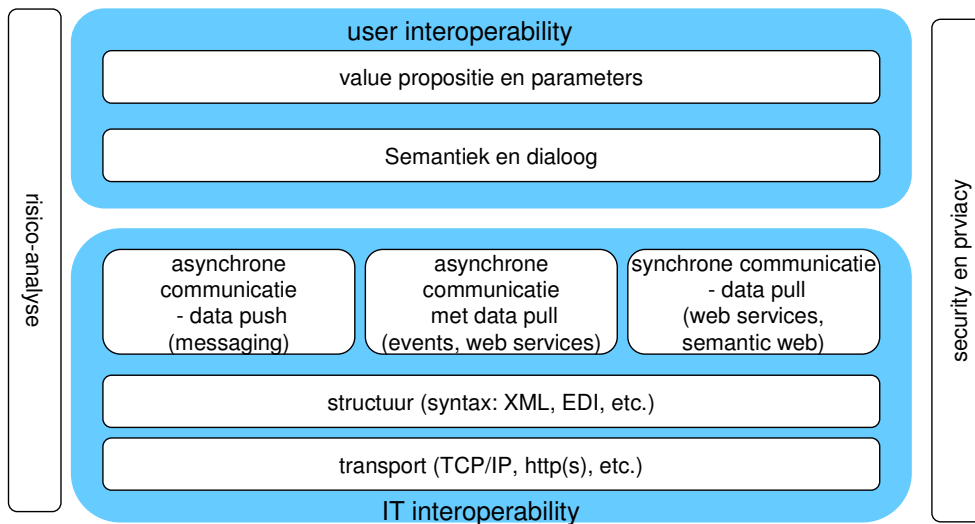 user interoperability
value propositie en parameters
Semantiek en dialoog
risico-analyse
security en prviacy
asynchrone
communicatie
- data push
(messaging)
asynchrone
communicatie
met data pull
(events, web services)
synchrone communicatie
- data pull
(web services,
semantic web)
structuur (syntax: XML, EDI, etc.)
transport (TCP/IP, http(s), etc.)
IT interoperability